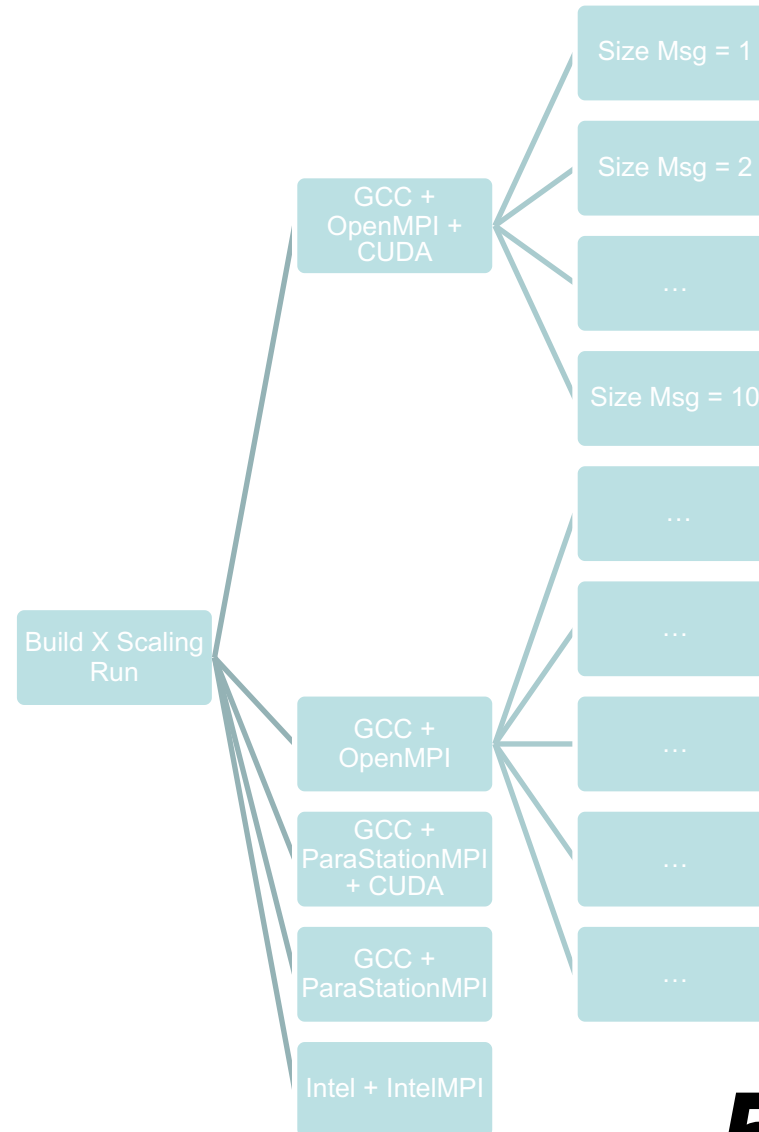 Size Msg = 1
Size Msg = 2
GCC +
OpenMPI +
CUDA
…
Size Msg = 10
…
…
Build X Scaling
Run
GCC +
OpenMPI
…
GCC +
ParaStationMPI
+ CUDA
…
GCC +
ParaStationMPI
…
Intel + IntelMPI